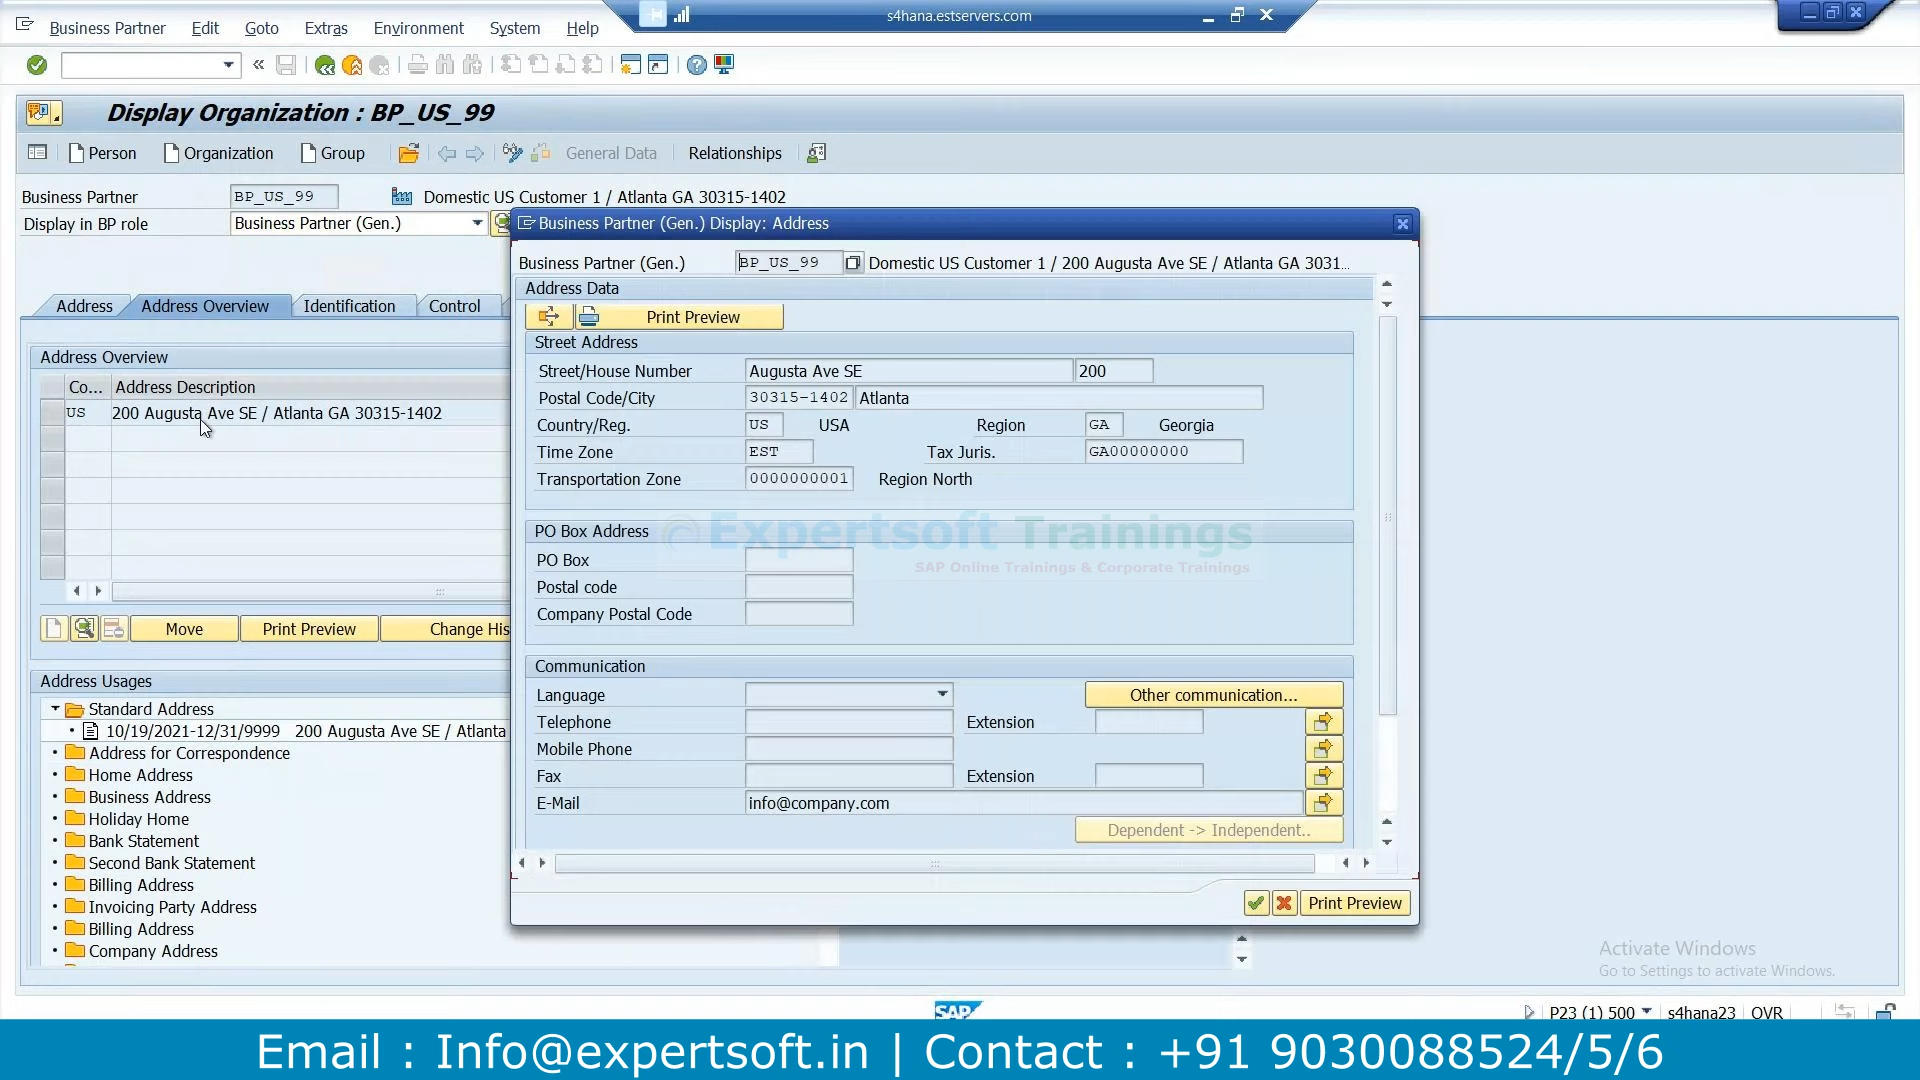 s4hana.estservers.com
Business Partner Edit Goto Extras Environment System Help
Display Organization : BP_US_99
Person Organization Group General Data Relationships
Business Partner BP_US_99 Domestic US Customer 1 / Atlanta GA 30315-1402
Display in BP role Business Partner (Gen.)
Address Address Overview Identification Control
Address Overview
Co... Address Description
US 200 Augusta Ave SE / Atlanta GA 30315-1402
Move Print Preview Change His
Address Usages
Standard Address
10/19/2021-12/31/9999 200 Augusta Ave SE / Atlanta
Address for Correspondence
Home Address
Business Address
Holiday Home
Bank Statement
Second Bank Statement
Billing Address
Invoicing Party Address
Billing Address
Company Address
Business Partner (Gen.) Display: Address
Business Partner (Gen.) BP_US_99 Domestic US Customer 1 / 200 Augusta Ave SE / Atlanta GA 3031...
Address Data
Print Preview
Street Address
Street/House Number Augusta Ave SE 200
Postal Code/City 30315-1402 Atlanta
Country/Reg. US USA Region GA Georgia
Time Zone EST Tax Juris. GA00000000
Transportation Zone 0000000001 Region North
PO Box Address
PO Box
Postal code
Company Postal Code
Expertsoft Trainings
SAP Online Trainings & Corporate Trainings
Communication
Language Other communication...
Telephone Extension
Mobile Phone
Fax Extension
E-Mail info@company.com
Dependent -> Independent..
Print Preview
Activate Windows
Go to Settings to activate Windows.
SAP
P23 (1) 500 s4hana23 OVR
Email : Info@expertsoft.in | Contact : +91 9030088524/5/6